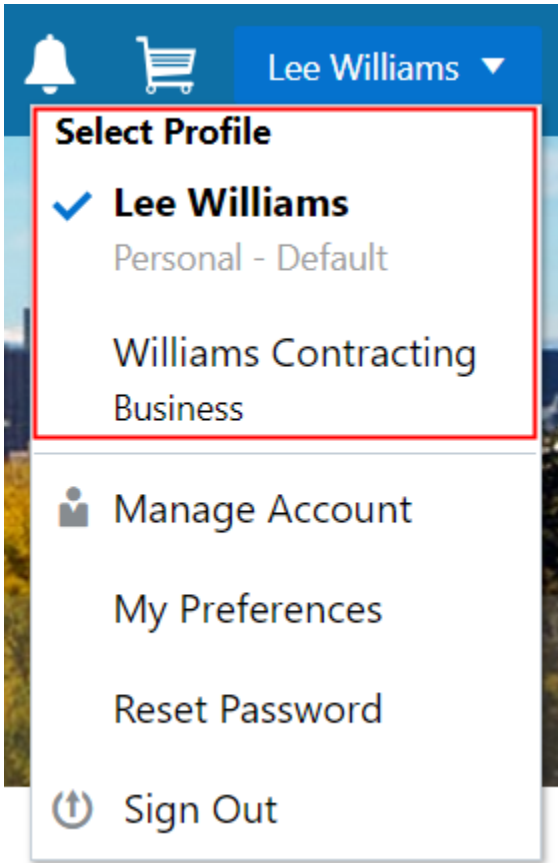 Lee Williams
Select Profile
Lee Williams
Personal - Default
Williams Contracting
Business
Manage Account
My Preferences
Reset Password
Sign Out